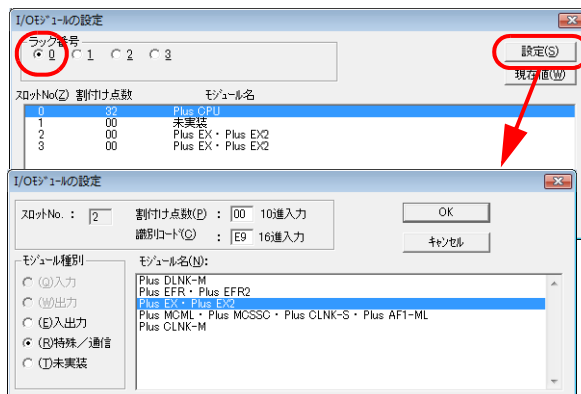 I/Oﾓｼﾞｭｰﾙの設定
ラック番号
0 1 2 3
設定(S)
現在値(W)
ｽﾛｯﾄNo(Z) 割付け点数 ﾓｼﾞｭｰﾙ名
0 32 Plus CPU
1 00 未実装
2 00 Plus EX・Plus EX2
3 00 Plus EX・Plus EX2
I/Oﾓｼﾞｭｰﾙの設定
ｽﾛｯﾄNo. : 2
割付け点数(P) : 00 10進入力
識別ｺｰﾄﾞ(C) : E9 16進入力
OK
ｷｬﾝｾﾙ
ﾓｼﾞｭｰﾙ種別
(Q)入力
(W)出力
(E)入出力
(R)特殊／通信
(T)未実装
ﾓｼﾞｭｰﾙ名(N):
Plus DLNK-M
Plus EFR・Plus EFR2
Plus EX・Plus EX2
Plus MCML・Plus MCSSC・Plus CLNK-S・Plus AF1-ML
Plus CLNK-M